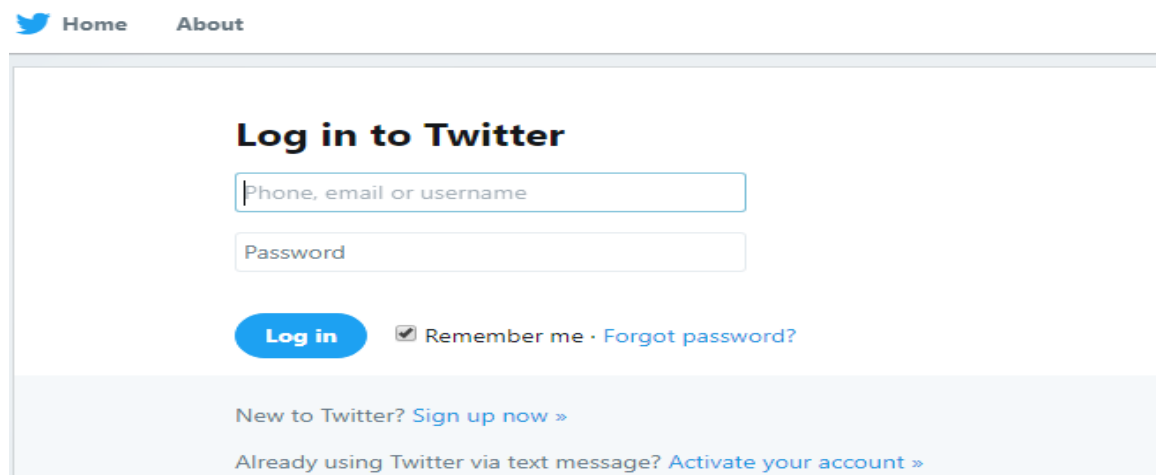 Home About
Log in to Twitter
Phone, email or username
Password
Log in Remember me · Forgot password?
New to Twitter? Sign up now »
Already using Twitter via text message? Activate your account »